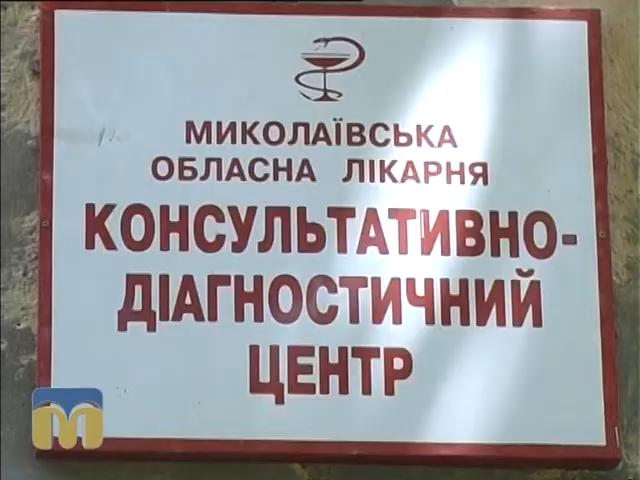 МИКОЛАЇВСЬКА
ОБЛАСНА ЛІКАРНЯ
КОНСУЛЬТАТИВНО-
ДІАГНОСТИЧНИЙ
ЦЕНТР
М